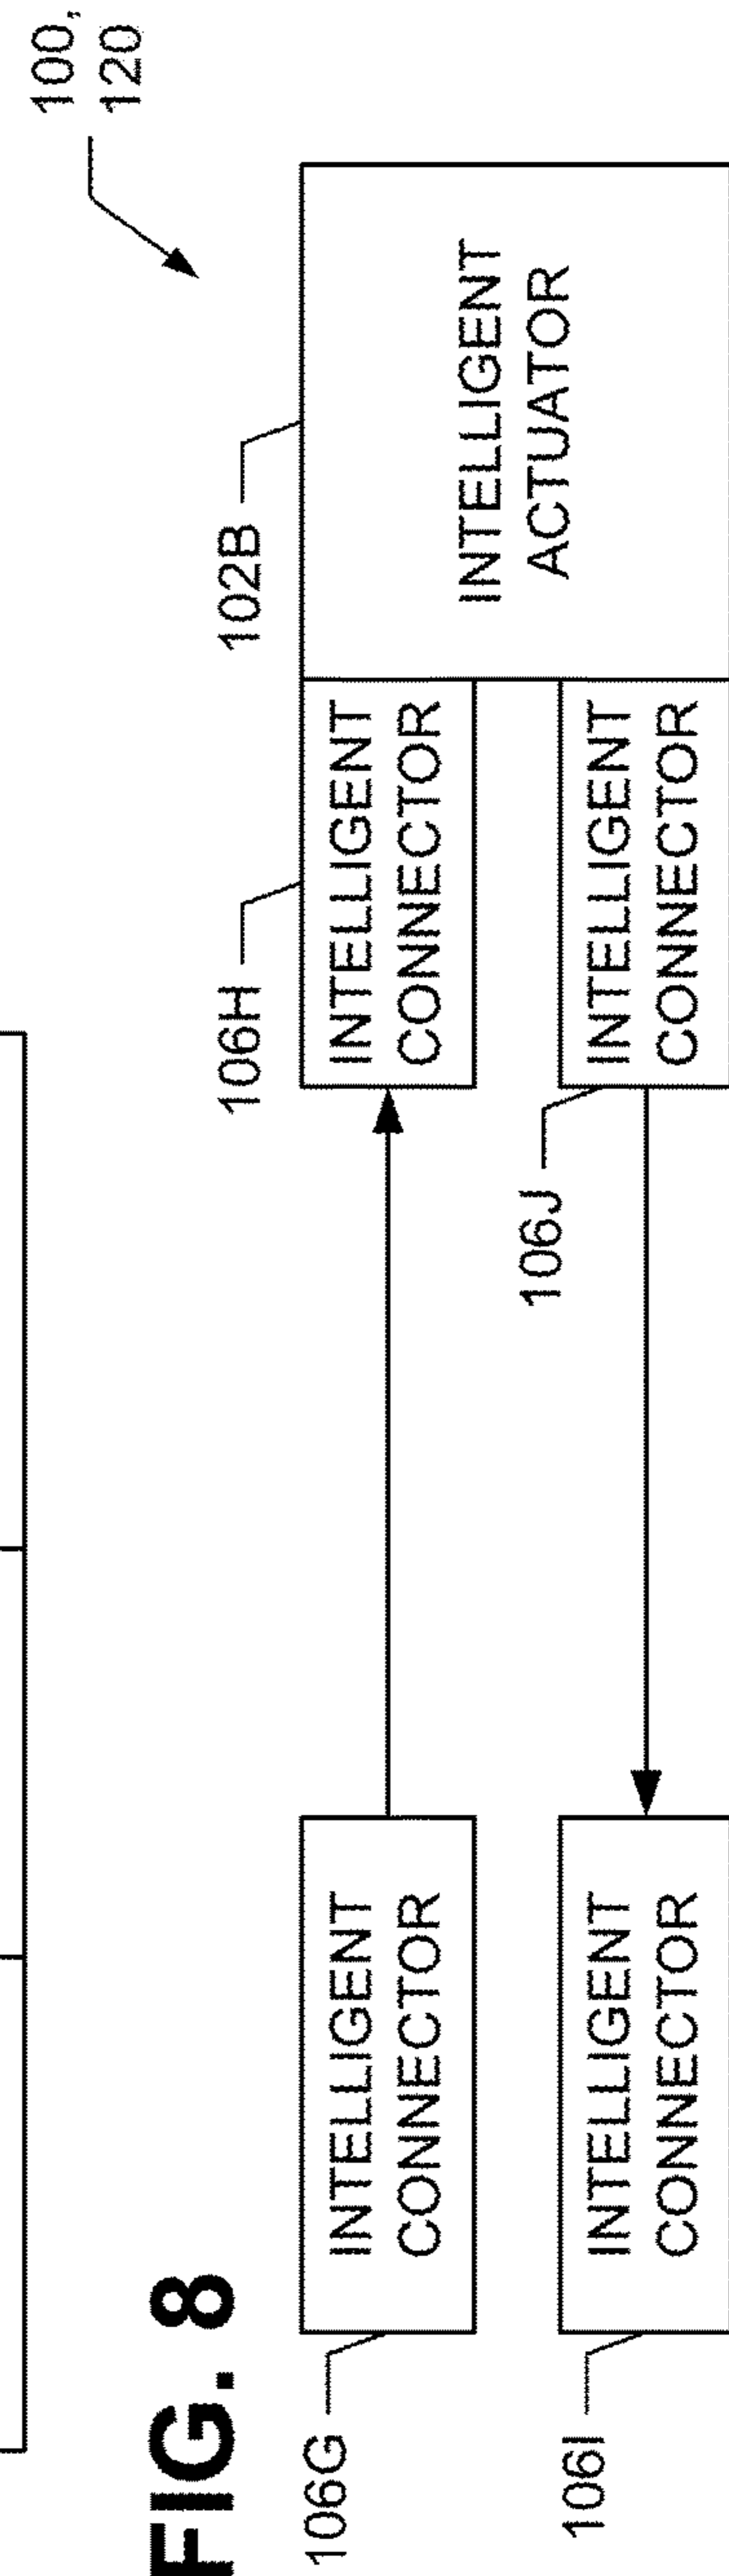 FIG. 8
100,
120
106G
INTELLIGENT
CONNECTOR
106H
INTELLIGENT
CONNECTOR
102B
INTELLIGENT
ACTUATOR
106I
INTELLIGENT
CONNECTOR
106J
INTELLIGENT
CONNECTOR